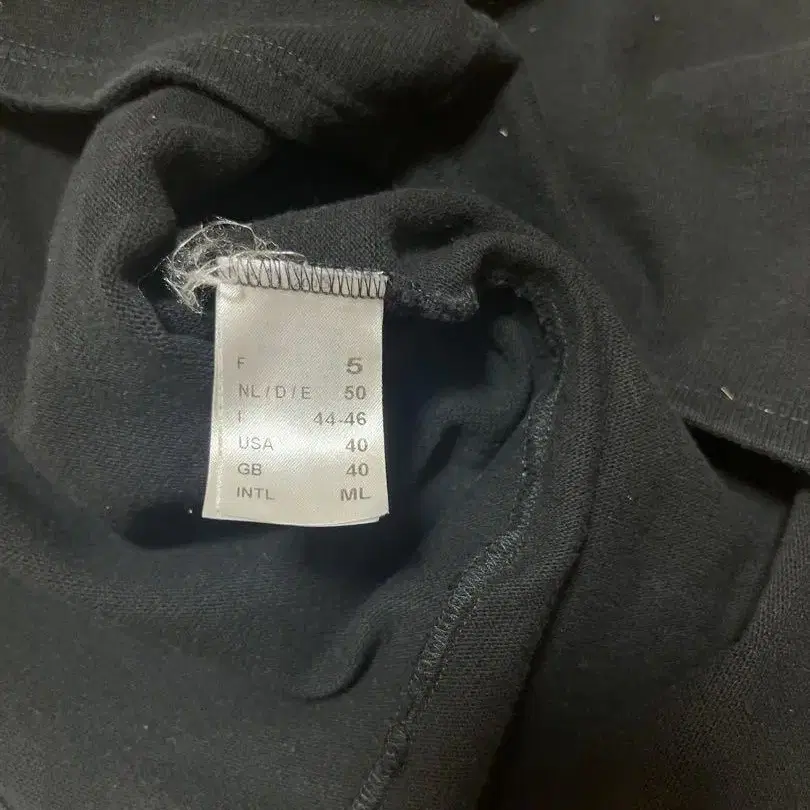 F 5
NL / D / E 50
I 44-46
USA 40
GB 40
INTL ML